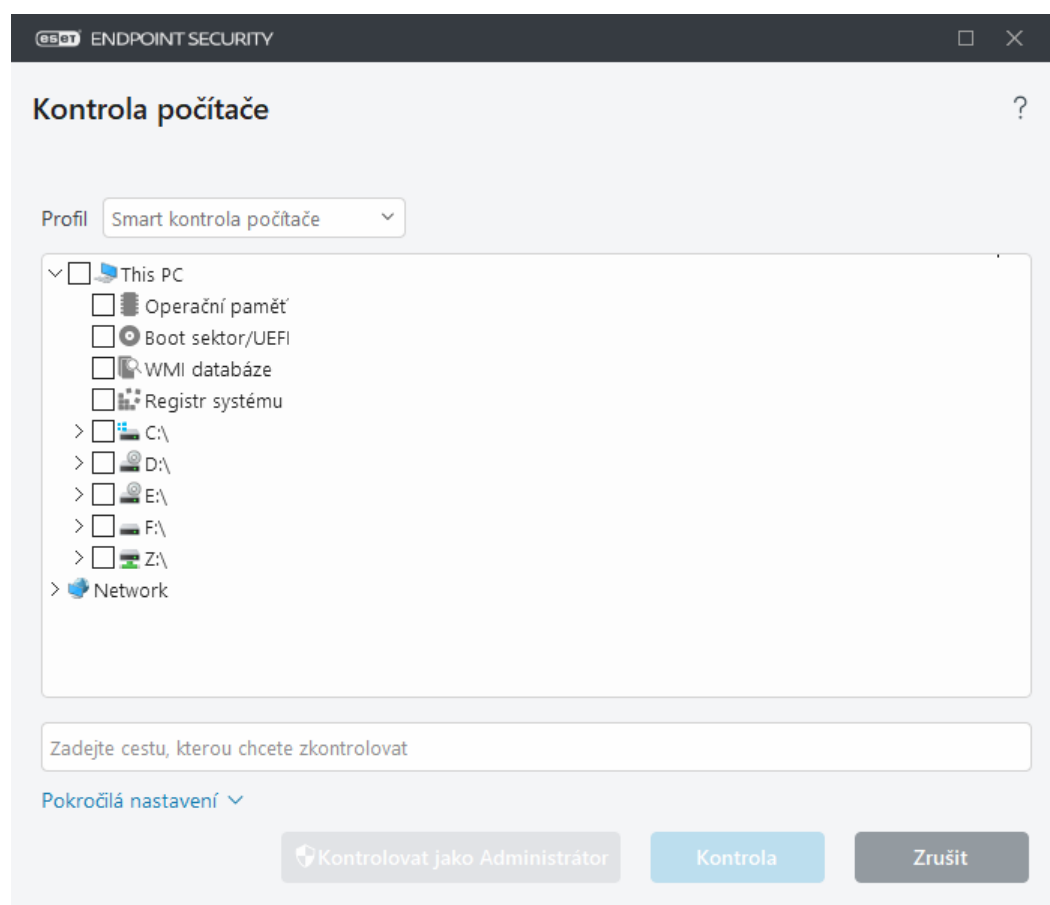 eseT ENDPOINT SECURITY
Kontrola počítače
?
Profil Smart kontrola počítače
This PC
Operační paměť
Boot sektor/UEFI
WMI databáze
Registr systému
C:\
D:\
E:\
F:\
Z:\
Network
Zadejte cestu, kterou chcete zkontrolovat
Pokročilá nastavení
Kontrolovat jako Administrátor Kontrola Zrušit